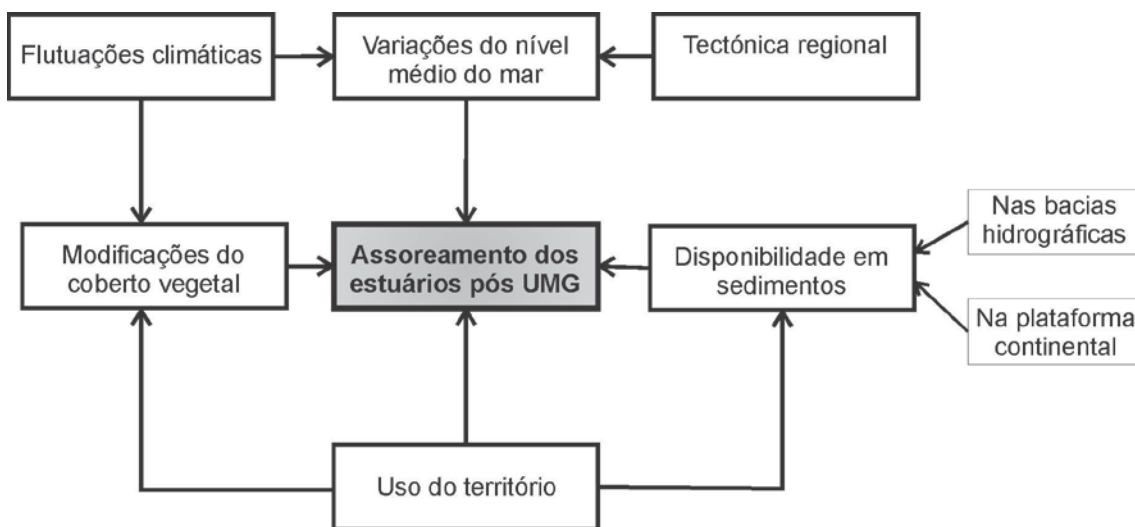 Flutuações climáticas
Variações do nível
médio do mar
Tectónica regional
Modificações do
coberto vegetal
Assoreamento dos
estuários pós UMG
Disponibilidade em
sedimentos
Nas bacias
hidrográficas
Na plataforma
continental
Uso do território